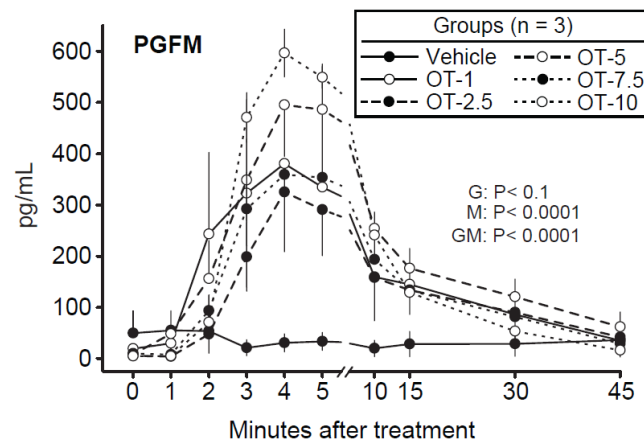 PGFM
Groups (n = 3)
Vehicle
OT-1
OT-2.5
OT-5
OT-7.5
OT-10
600
500
400
300
200
100
0
pg/mL
G: P< 0.1
M: P< 0.0001
GM: P< 0.0001
0 1 2 3 4 5 10 15 30 45
Minutes after treatment